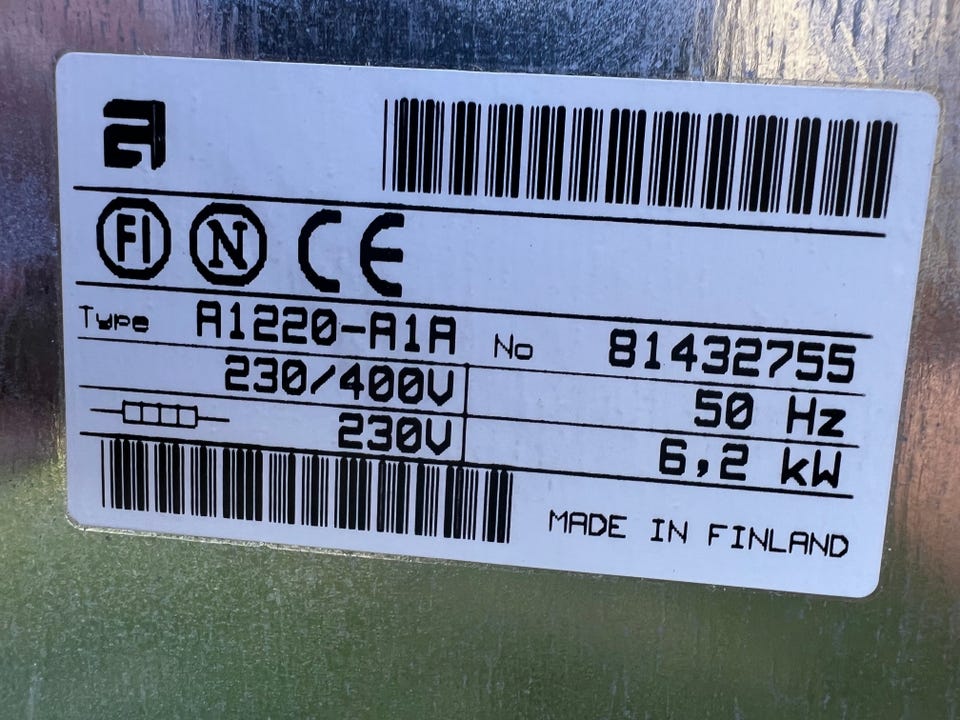 a
FI N CE
Type A1220-A1A No 81432755
230/400V 50 Hz
230V 6,2 kW
MADE IN FINLAND